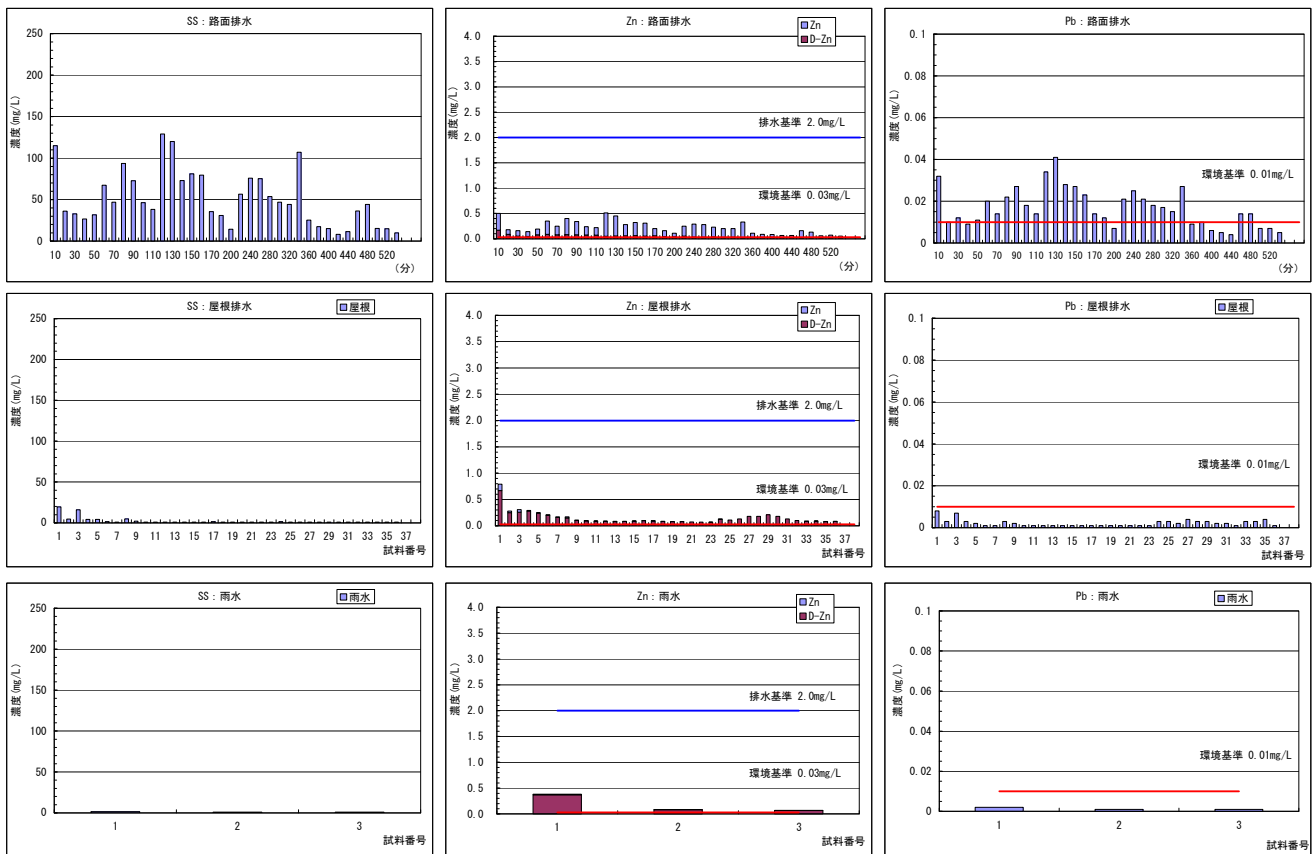 SS：路面排水
濃度(mg/L)
250
200
150
100
50
0
10 30 50 70 90 110 130 150 170 200 240 280 320 360 400 440 480 520
(分)
Zn：路面排水
Zn
D-Zn
濃度(mg/L)
4.0
3.5
3.0
2.5
2.0
1.5
1.0
0.5
0.0
排水基準 2.0mg/L
環境基準 0.03mg/L
10 30 50 70 90 110 130 150 170 200 240 280 320 360 400 440 480 520
(分)
Pb：路面排水
濃度(mg/L)
0.1
0.08
0.06
0.04
0.02
0
環境基準 0.01mg/L
10 30 50 70 90 110 130 150 170 200 240 280 320 360 400 440 480 520
(分)
SS：屋根排水
屋根
濃度(mg/L)
250
200
150
100
50
0
1 3 5 7 9 11 13 15 17 19 21 23 25 27 29 31 33 35 37
試料番号
Zn：屋根排水
Zn
D-Zn
濃度(mg/L)
4.0
3.5
3.0
2.5
2.0
1.5
1.0
0.5
0.0
排水基準 2.0mg/L
環境基準 0.03mg/L
1 3 5 7 9 11 13 15 17 19 21 23 25 27 29 31 33 35 37
試料番号
Pb：屋根排水
屋根
濃度(mg/L)
0.1
0.08
0.06
0.04
0.02
0
環境基準 0.01mg/L
1 3 5 7 9 11 13 15 17 19 21 23 25 27 29 31 33 35 37
試料番号
SS：雨水
雨水
濃度(mg/L)
250
200
150
100
50
0
1 2 3
試料番号
Zn：雨水
Zn
D-Zn
濃度(mg/L)
4.0
3.5
3.0
2.5
2.0
1.5
1.0
0.5
0.0
排水基準 2.0mg/L
環境基準 0.03mg/L
1 2 3
試料番号
Pb：雨水
雨水
濃度(mg/L)
0.1
0.08
0.06
0.04
0.02
0
環境基準 0.01mg/L
1 2 3
試料番号